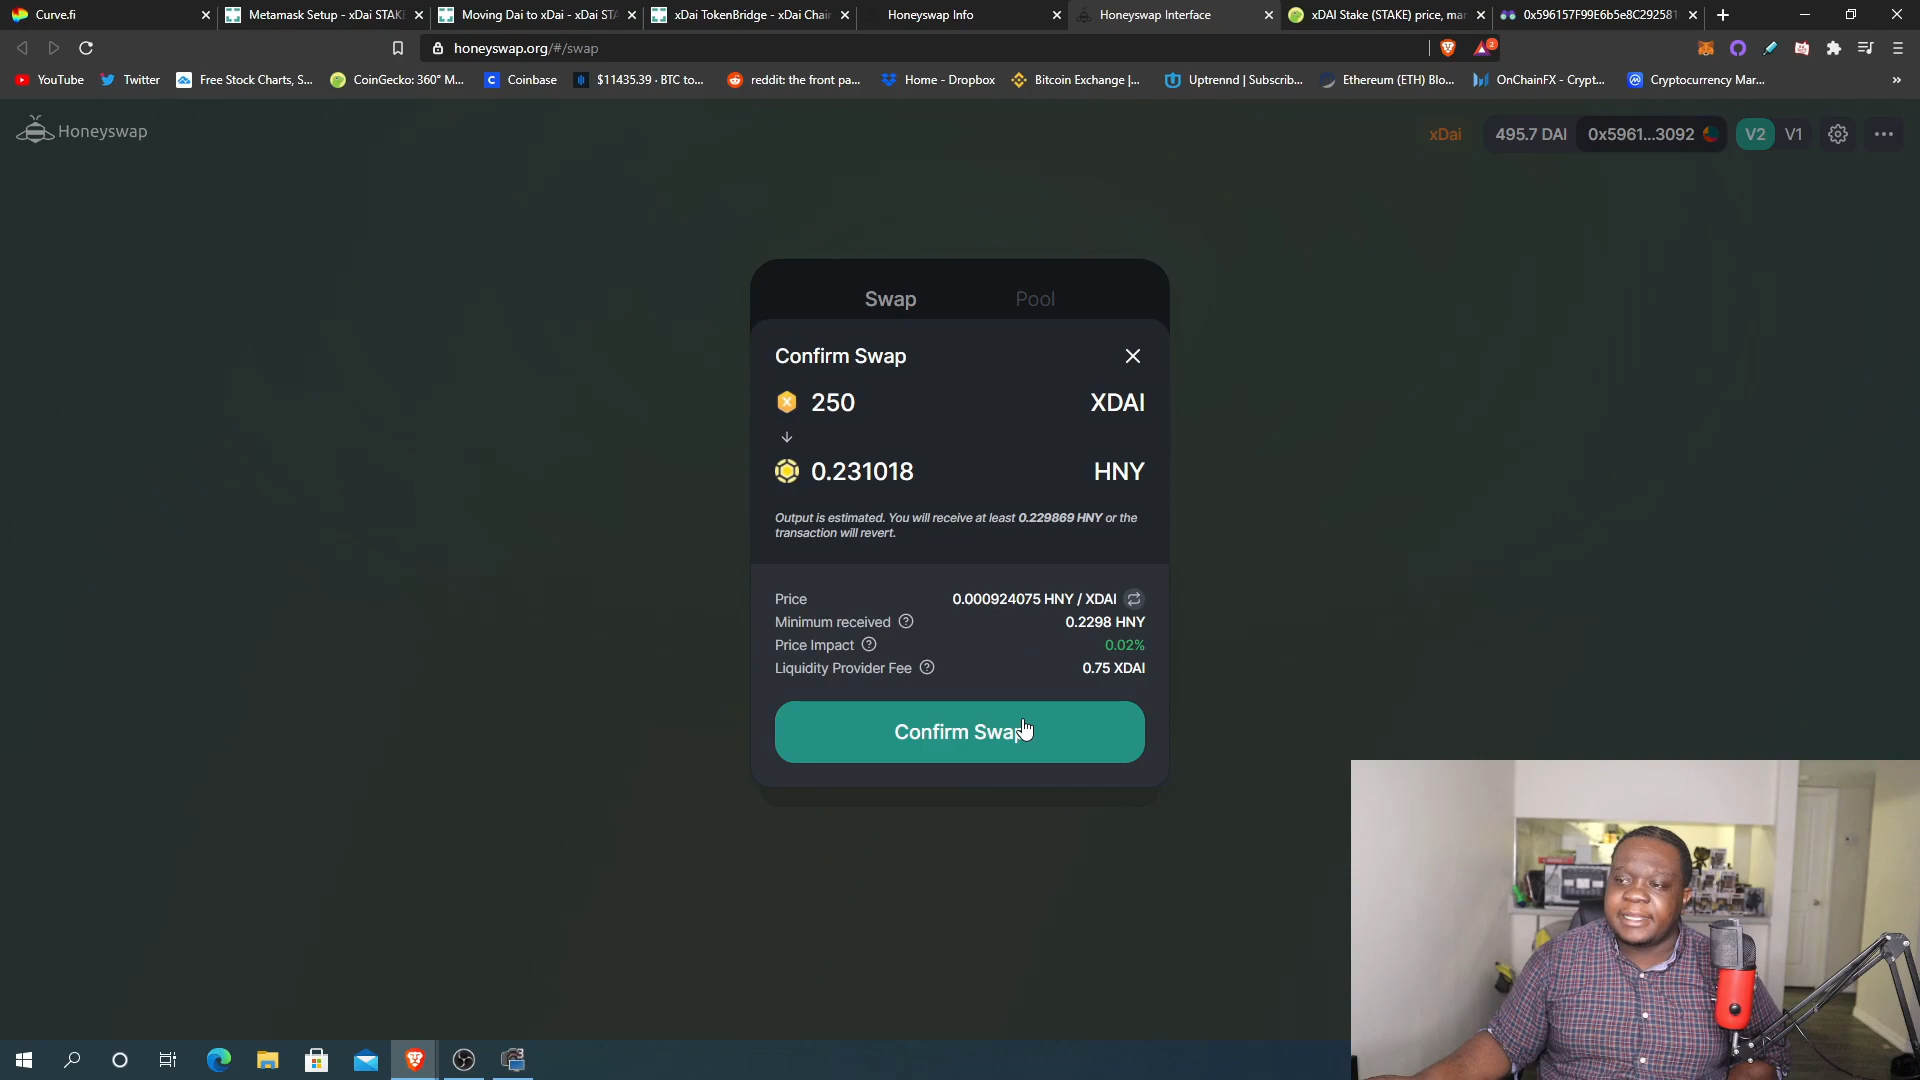 Curve.fi
Metamask Setup - xDai STAKE
Moving Dai to xDai - xDai STA
xDai TokenBridge - xDai Chain
Honeyswap Info
Honeyswap Interface
xDAI Stake (STAKE) price, mar
0x596157F99E6b5e8C292581
honeyswap.org/#/swap
2
YouTube
Twitter
Free Stock Charts, S...
CoinGecko: 360° M...
Coinbase
$11435.39 · BTC to...
reddit: the front pa...
Home - Dropbox
Bitcoin Exchange |...
Uptrennd | Subscrib...
Ethereum (ETH) Blo...
OnChainFX - Crypt...
Cryptocurrency Mar...
»
Honeyswap
xDai
495.7 DAI
0x5961...3092
V2
V1
Swap
Pool
Confirm Swap
250
XDAI
0.231018
HNY
Output is estimated. You will receive at least 0.229869 HNY or the
transaction will revert.
Price
0.000924075 HNY / XDAI
Minimum received
0.2298 HNY
Price Impact
0.02%
Liquidity Provider Fee
0.75 XDAI
Confirm Swap